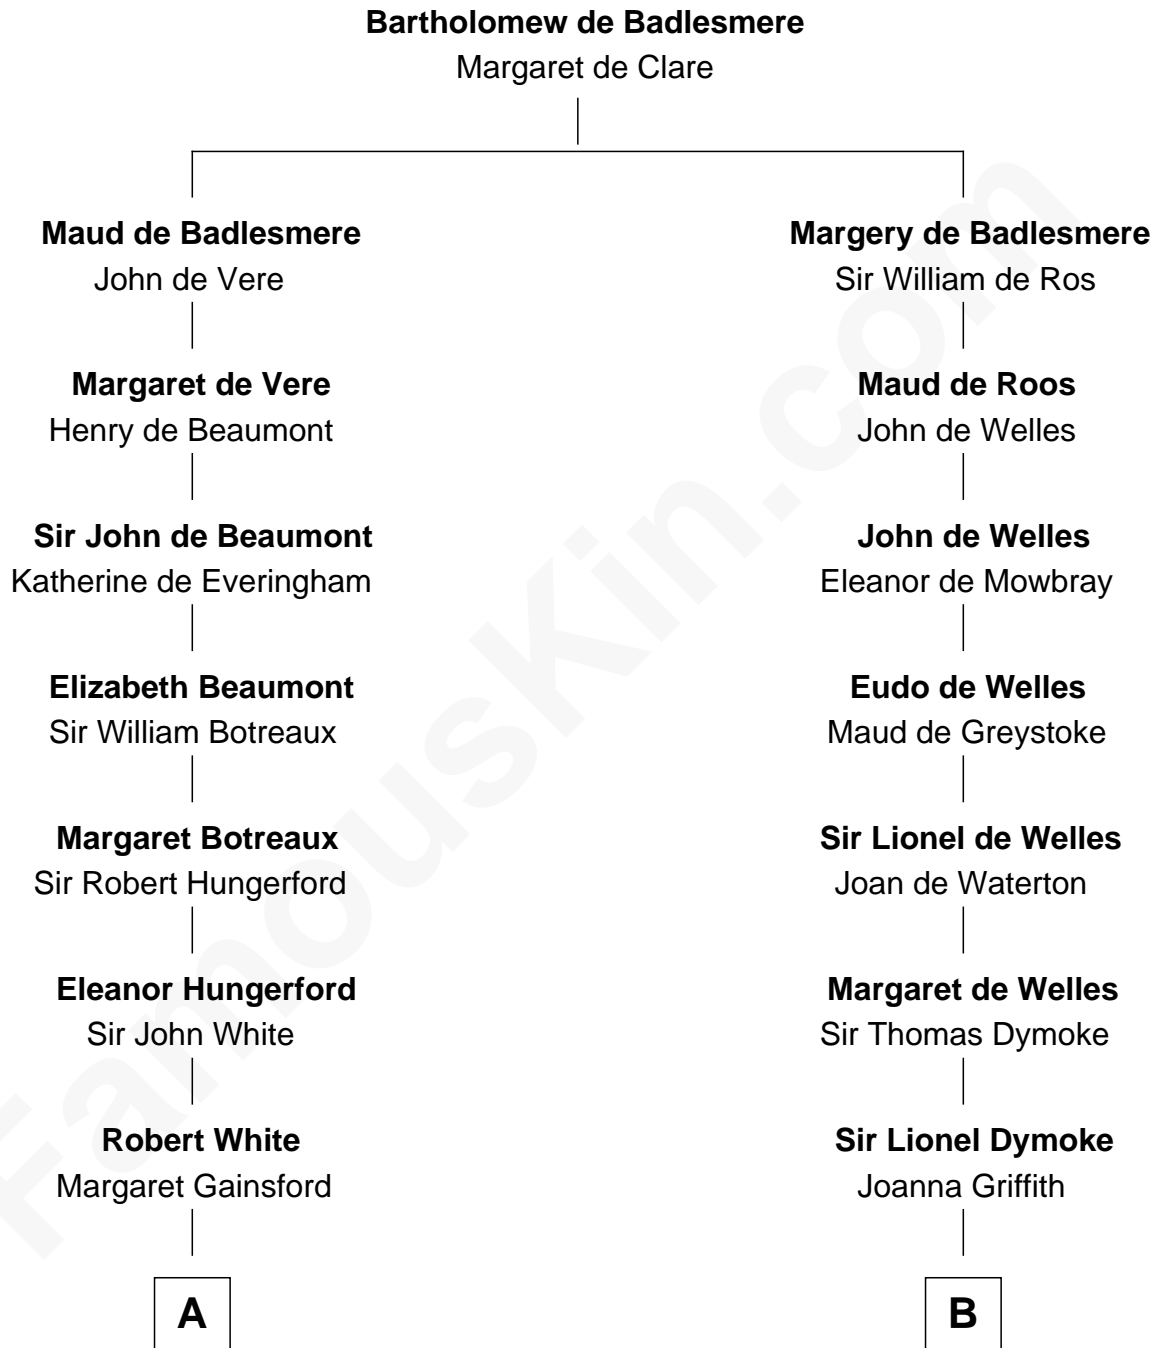 Bartholomew de Badlesmere
Margaret de Clare
Maud de Badlesmere
John de Vere
Margery de Badlesmere
Sir William de Ros
Margaret de Vere
Henry de Beaumont
Maud de Roos
John de Welles
Sir John de Beaumont
Katherine de Everingham
John de Welles
Eleanor de Mowbray
Elizabeth Beaumont
Sir William Botreaux
Eudo de Welles
Maud de Greystoke
Margaret Botreaux
Sir Robert Hungerford
Sir Lionel de Welles
Joan de Waterton
Eleanor Hungerford
Sir John White
Margaret de Welles
Sir Thomas Dymoke
Robert White
Margaret Gainsford
Sir Lionel Dymoke
Joanna Griffith
A
B
FamousKin.com